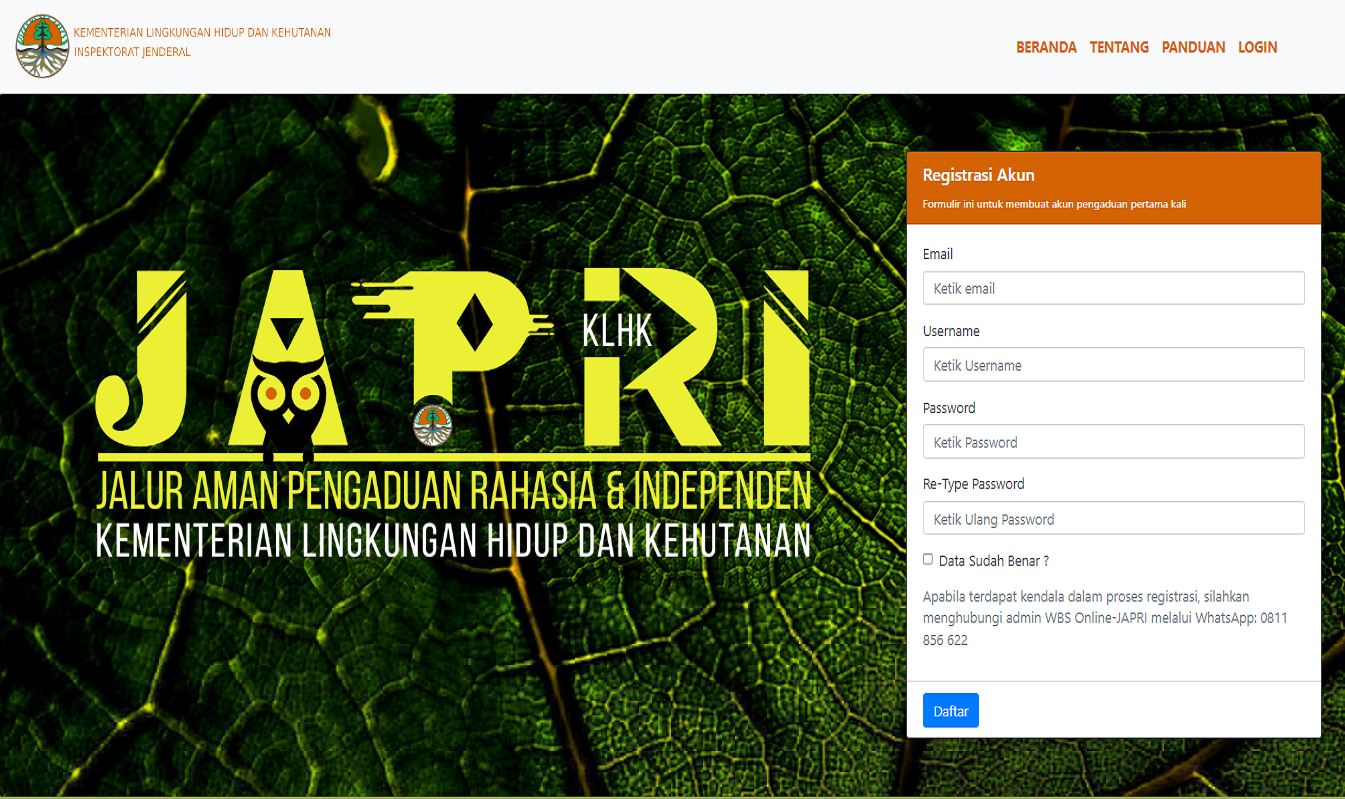 KEMENTERIAN LINGKUNGAN HIDUP DAN KEHUTANAN
INSPEKTORAT JENDERAL
BERANDA TENTANG PANDUAN LOGIN
JAPRI
KLHK
JALUR AMAN PENGADUAN RAHASIA & INDEPENDEN
KEMENTERIAN LINGKUNGAN HIDUP DAN KEHUTANAN
Registrasi Akun
Formulir ini untuk membuat akun pengaduan pertama kali
Email
Ketik email
Username
Ketik Username
Password
Ketik Password
Re-Type Password
Ketik Ulang Password
Data Sudah Benar ?
Apabila terdapat kendala dalam proses registrasi, silahkan
menghubungi admin WBS Online-JAPRI melalui WhatsApp: 0811
856 622
Daftar